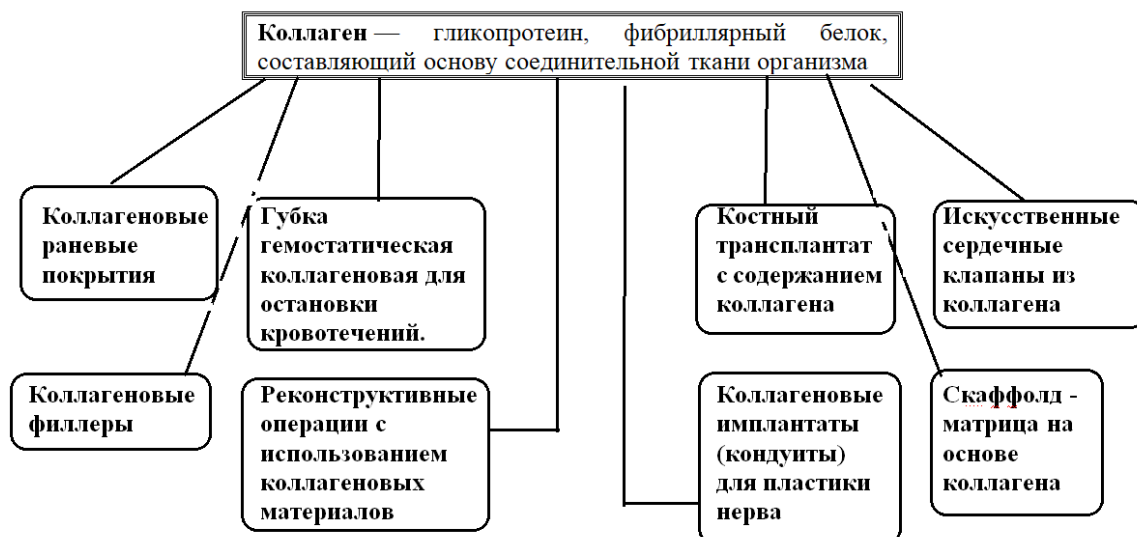 Коллаген — гликопротеин, фибриллярный белок,
составляющий основу соединительной ткани организма
Коллагеновые
раневые
покрытия
Губка
гемостатическая
коллагеновая для
остановки
кровотечений.
Костный
трансплантат
с содержанием
коллагена
Искусственные
сердечные
клапаны из
коллагена
Коллагеновые
филлеры
Реконструктивные
операции с
использованием
коллагеновых
материалов
Коллагеновые
имплантаты
(кондуиты)
для пластики
нерва
Скаффолд -
матрица на
основе
коллагена